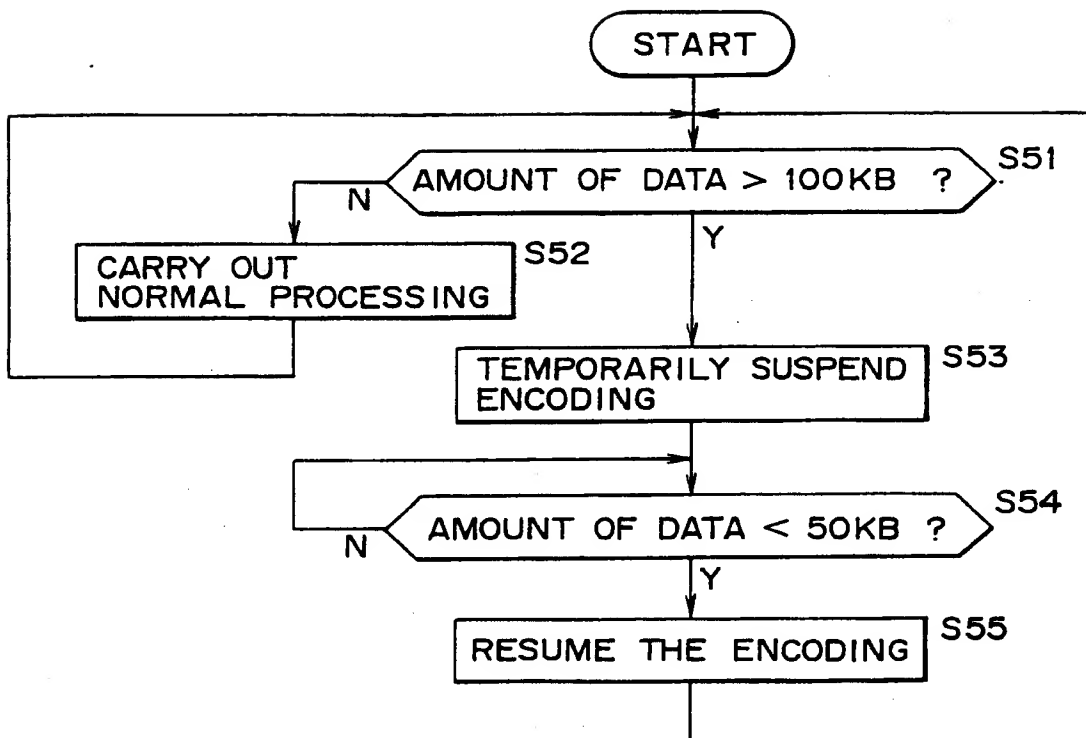 START
S51
AMOUNT OF DATA > 100KB ?
N
Y
S52
CARRY OUT
NORMAL PROCESSING
S53
TEMPORARILY SUSPEND
ENCODING
S54
AMOUNT OF DATA < 50KB ?
N
Y
S55
RESUME THE ENCODING